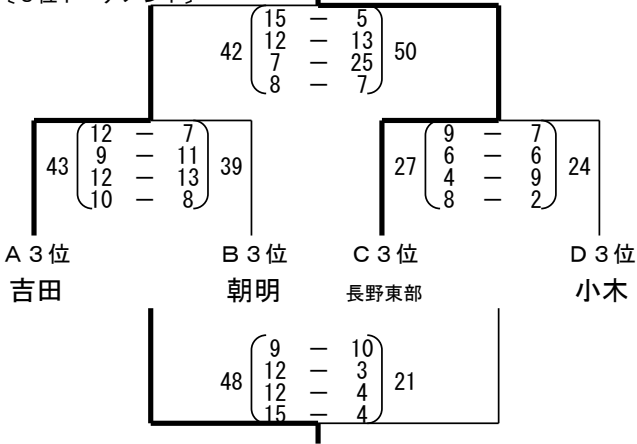 〔3位トーナメント〕
42 15 － 5 50
12 － 13
7 － 25
8 － 7
43 12 － 7 39
9 － 11
12 － 13
10 － 8
27 9 － 7 24
6 － 6
4 － 9
8 － 2
A３位 B３位 C３位 D３位
吉田 朝明 長野東部 小木
48 9 － 10 21
12 － 3
12 － 4
15 － 4